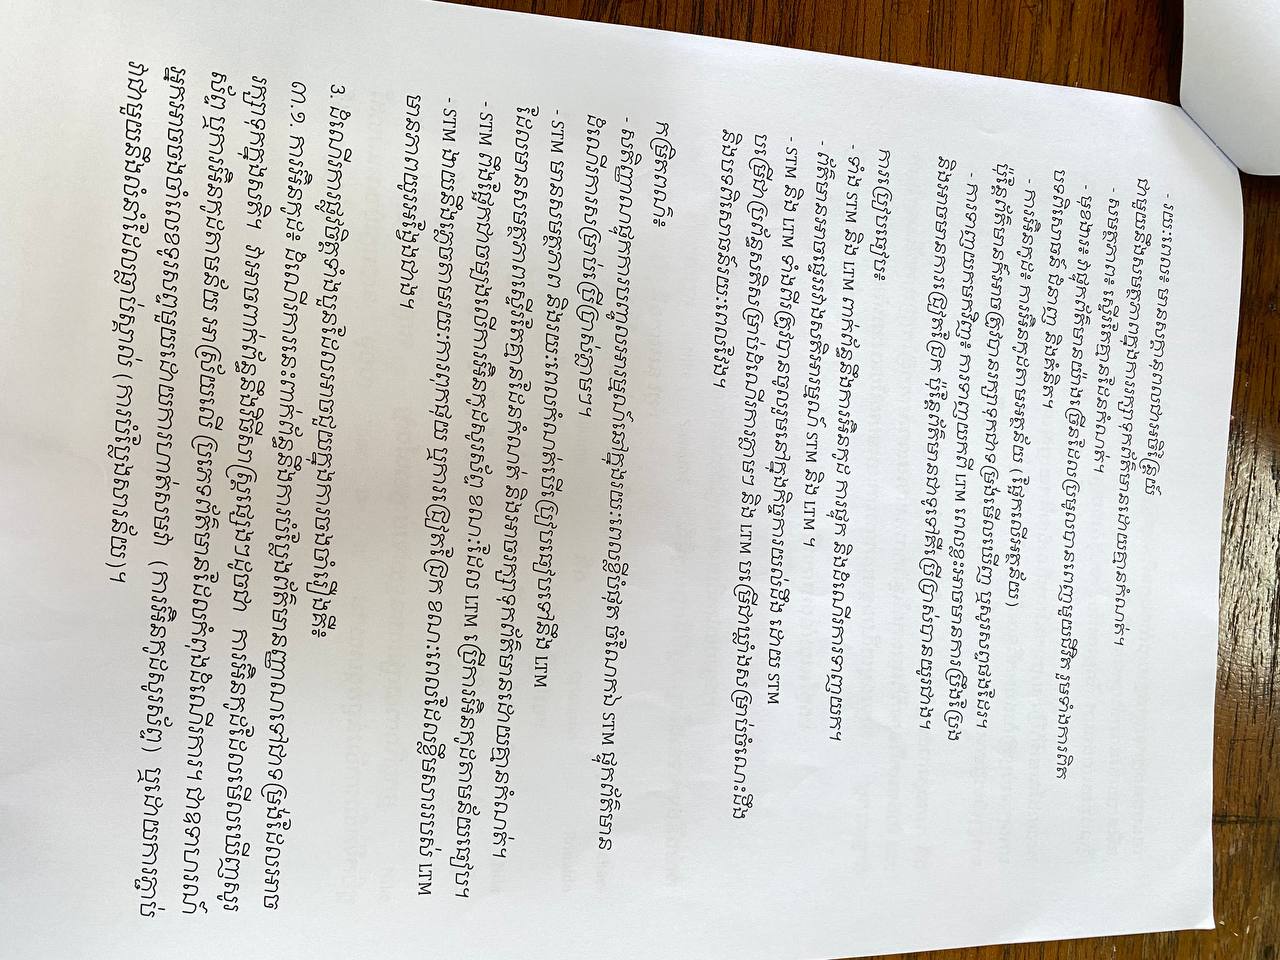 - រយៈពេល៖ មានសក្តានុពលជាអចិន្ត្រៃយ៍
ជាមួយនឹងសមត្ថភាពក្នុងការរក្សាទុកព័ត៌មានដោយគ្មានកំណត់។
- សមត្ថភាព៖ ស្ទើរតែគ្មានដែនកំណត់។
- មុខងារ៖ វាផ្ទុកព័ត៌មានយ៉ាងច្រើនដែលប្រមូលបានពេញមួយជីវិត រួមទាំងការពិត
បទពិសោធន៍ ជំនាញ និងគំនិត។
- ការអ៊ិនកូដ៖ ការអ៊ិនកូដតាមអត្ថន័យ (ផ្អែកលើអត្ថន័យ)
ប៉ុន្តែព័ត៌មានក៏អាចត្រូវបានរក្សាទុកជាទម្រង់មើលឃើញ ឬសូរសព្ទផងដែរ។
- ការទាញយកមកវិញ៖ ការទាញយកពី LTM ពេលខ្លះអាចមានការប្រឹងប្រែង
និងអាចមានការជ្រៀតជ្រែក ប៉ុន្តែព័ត៌មានជាទូទៅគឺប្រើប្រាស់បានយូរជាង។
ការប្រៀបធៀប៖
- ទាំង STM និង LTM ពាក់ព័ន្ធនឹងការអ៊ិនកូដ ការផ្ទុក និងដំណើរការទាញយក។
- ព័ត៌មានអាចផ្ទេររវាងសតិអារម្មណ៍ STM និង LTM ។
- STM និង LTM ទាំងពីរត្រូវបានចូលរួមនៅក្នុងកិច្ចការយល់ដឹង ដោយ STM
បម្រើជាប្រព័ន្ធសតិសម្រាប់ដំណើរការភ្លាមៗ និង LTM បម្រើជាឃ្លាំងសម្រាប់ចំណេះដឹង
និងបទពិសោធន៍រយៈពេលវែង។
កម្រិតពណ៌៖
- សតិញ្ញាណផ្ទុកការបញ្ចូលអារម្មណ៍ឆៅក្នុងរយៈពេលខ្លីបំផុត ចំណែកឯ STM ផ្ទុកព័ត៌មាន
ដំណើរការសម្រាប់ប្រើប្រាស់ភ្លាមៗ។
- STM មានសមត្ថភាព និងរយៈពេលកំណត់បើប្រៀបធៀបទៅនឹង LTM
ដែលមានសមត្ថភាពស្ទើរតែគ្មានដែនកំណត់ និងអាចរក្សាទុកព័ត៌មានដោយគ្មានកំណត់។
- STM ពឹងផ្អែកជាចម្បងលើការអ៊ិនកូដសូរស័ព្ទ ខណៈដែល LTM ប្រើការអ៊ិនកូដតាមន័យធៀប។
- STM ងាយនឹងភ្លេចតាមរយៈការពុកផុយ ឬការជ្រៀតជ្រែក ខណៈពេលដែលខ្លឹមសាររបស់ LTM
មានភាពយូរអង្វែងជាង។
3. ដំណើរការផ្លូវចិត្តទាំងបួនដែលអាចជួយក្នុងការចងចាំរឿងគឺ៖
៣.១. ការអ៊ិនកូដ៖ ដំណើរការនេះពាក់ព័ន្ធនឹងការបំប្លែងព័ត៌មានញ្ញាណទៅជាទម្រង់ដែលអាច
រក្សាទុកក្នុងសតិ។ វាអាចពាក់ព័ន្ធនឹងវិធីសាស្ត្រផ្សេងៗដូចជា ការអ៊ិនកូដដែលមើលឃើញសូរ
ស័ព្ទ ឬការអ៊ិនកូដតាមន័យ អាស្រ័យលើ ប្រភេទព័ត៌មានដែលកំពុងដំណើរការ។ ជាឧទាហរណ៍
អ្នកអាចចងចាំលេខទូរសព្ទមួយដោយការហាត់សមវា (ការអ៊ិនកូដសូរស័ព្ទ) ឬដោយការភ្ជាប់
វាជាមួយនឹងលំនាំដែលធ្លាប់ស្គាល់ (ការបំប្លែងសារន័យ)។